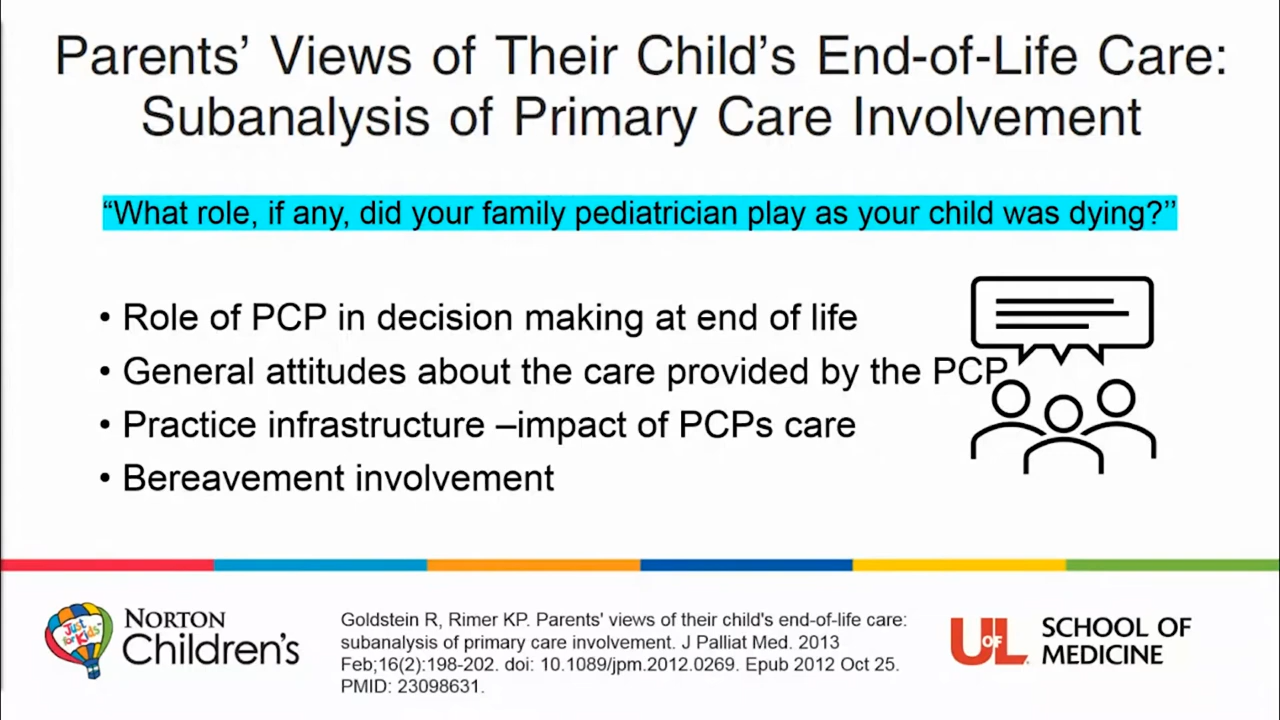 Parents’ Views of Their Child’s End-of-Life Care:
Subanalysis of Primary Care Involvement
“What role, if any, did your family pediatrician play as your child was dying?”
• Role of PCP in decision making at end of life
• General attitudes about the care provided by the PCP
• Practice infrastructure –impact of PCPs care
• Bereavement involvement
Just for Kids
NORTON
Children’s
Goldstein R, Rimer KP. Parents' views of their child's end-of-life care:
subanalysis of primary care involvement. J Palliat Med. 2013
Feb;16(2):198-202. doi: 10.1089/jpm.2012.0269. Epub 2012 Oct 25.
PMID: 23098631.
UOFL
SCHOOL OF
MEDICINE